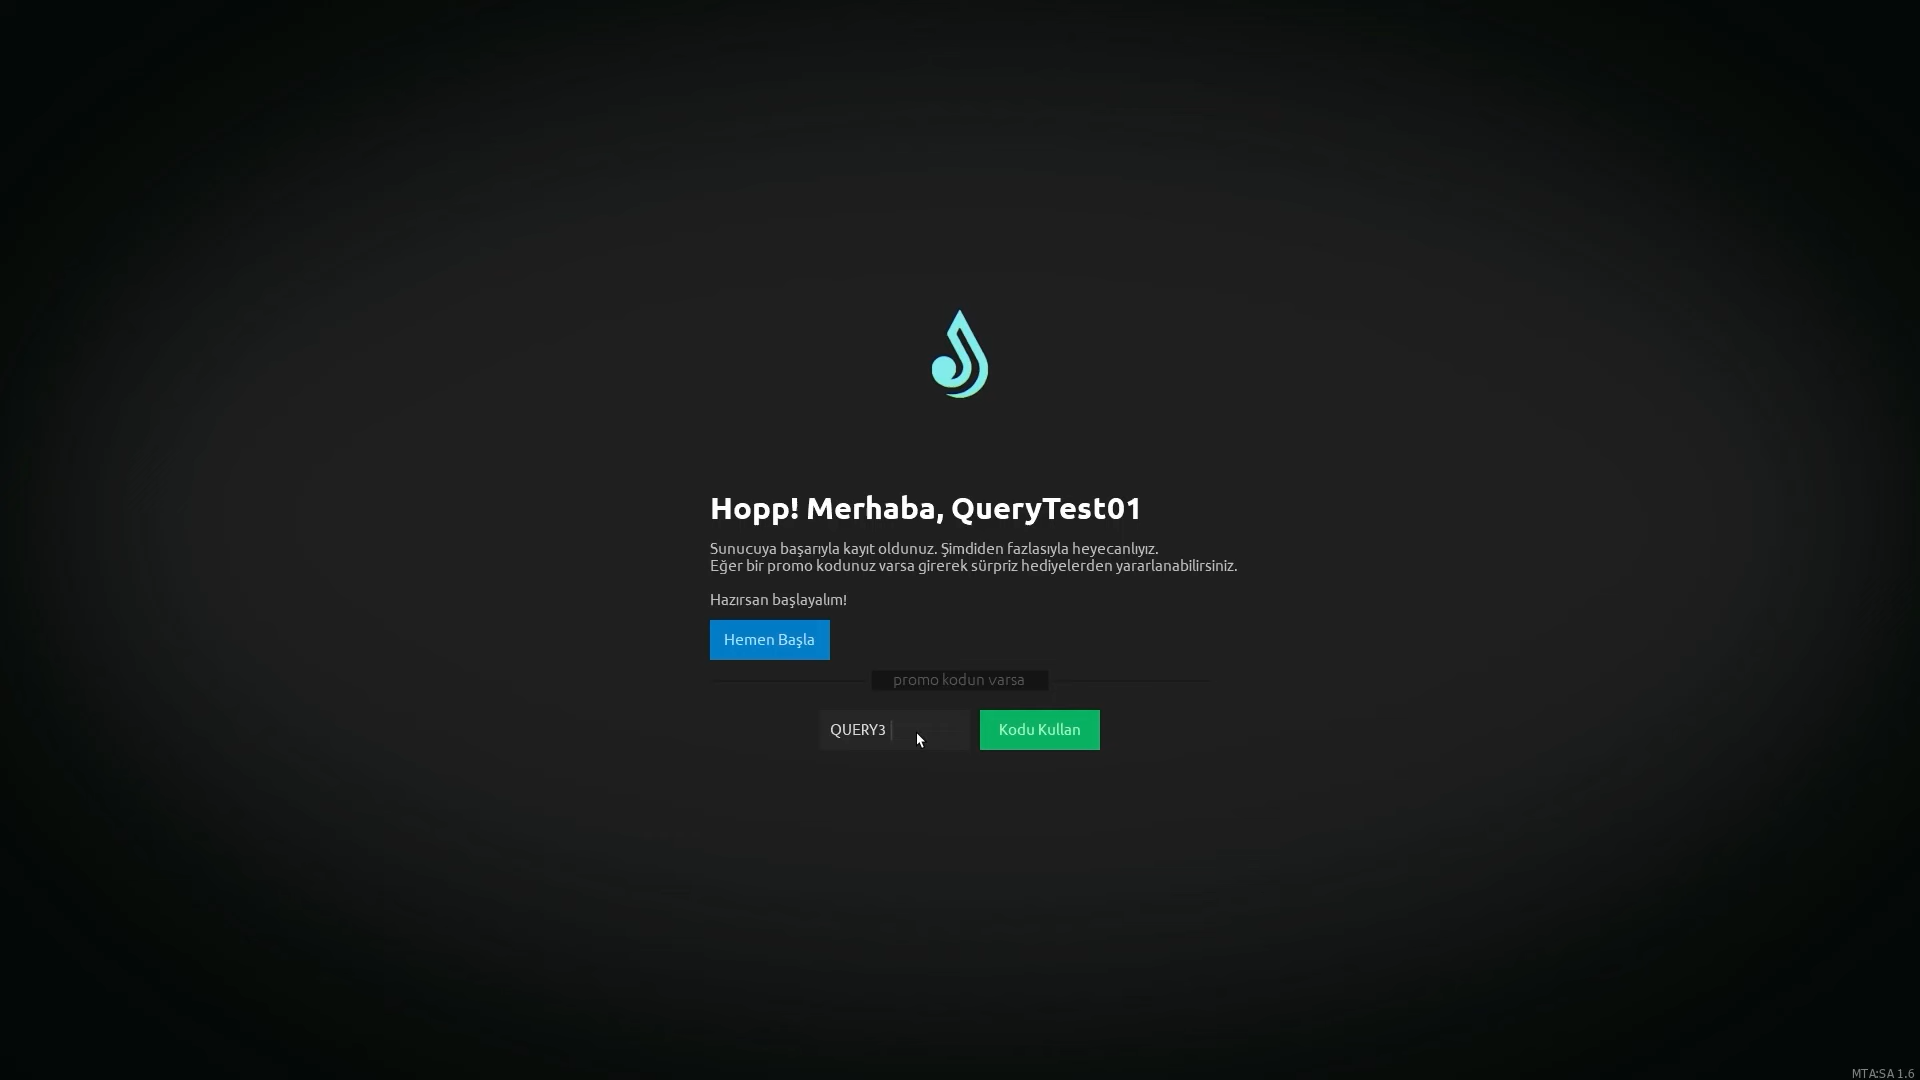 Hopp! Merhaba, QueryTest01
Sunucuya başarıyla kayıt oldunuz. Şimdiden fazlasıyla heyecanlıyız.
Eğer bir promo kodunuz varsa girerek sürpriz hediyelerden yararlanabilirsiniz.
Hazırsan başlayalım!
Hemen Başla
promo kodun varsa
QUERY3
Kodu Kullan
MTA:SA 1.6